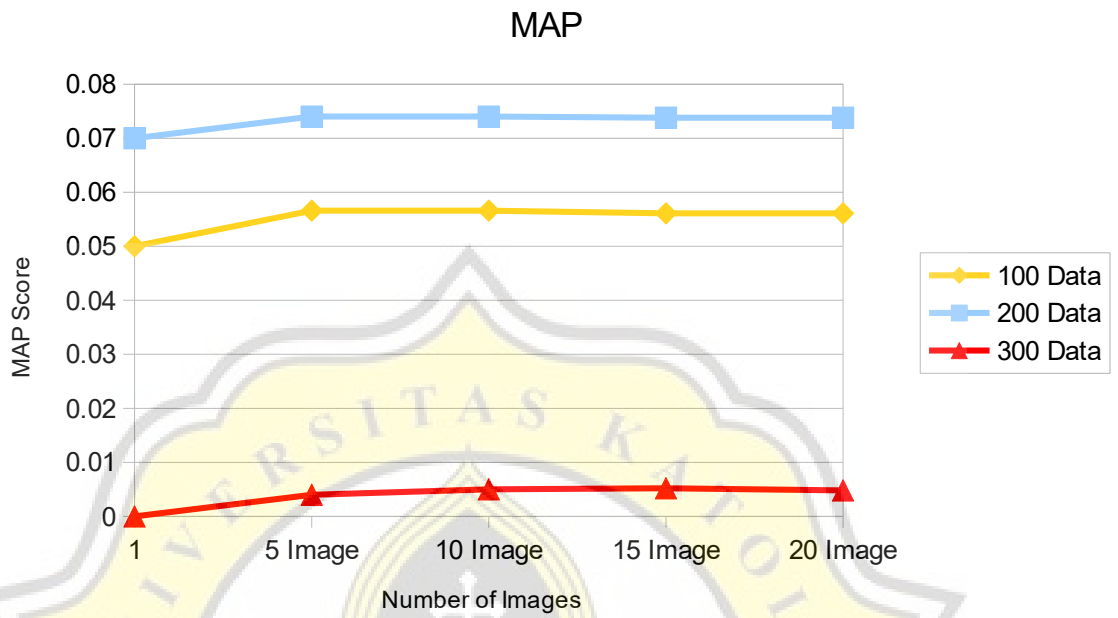 MAP
0.08
0.07
0.06
0.05
0.04
0.03
0.02
0.01
0
MAP Score
1 5 Image 10 Image 15 Image 20 Image
Number of Images
100 Data
200 Data
300 Data
IVERSITAS KATOLI